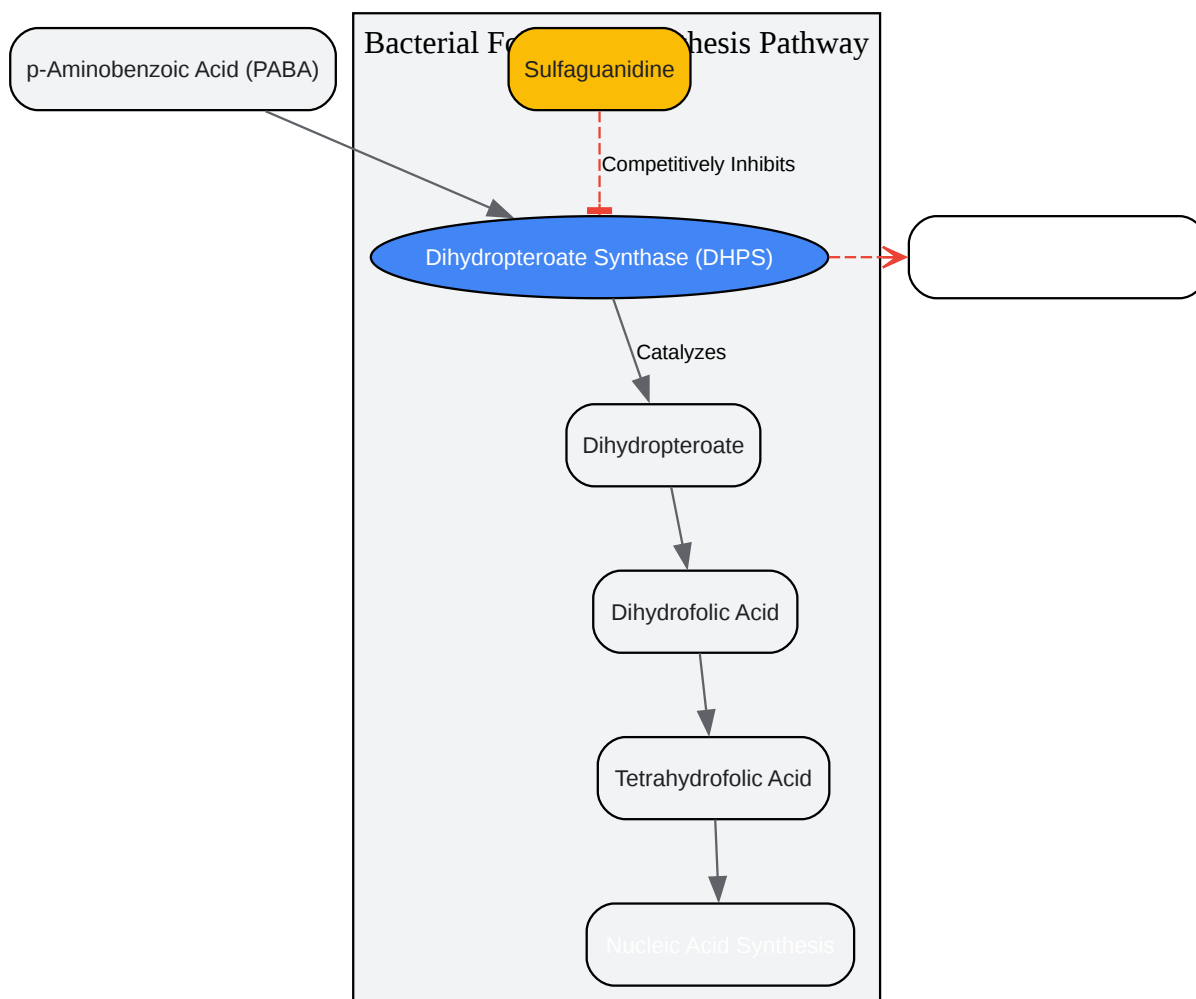 Bacterial Fo hesis Pathway
p-Aminobenzoic Acid (PABA)
Sulfaguanidine
Competitively Inhibits
Dihydropteroate Synthase (DHPS)
Catalyzes
Dihydropteroate
Dihydrofolic Acid
Tetrahydrofolic Acid
Nucleic Acid Synthesis